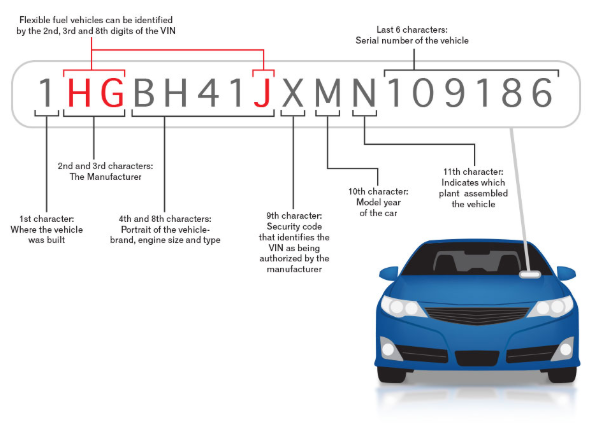 Flexible fuel vehicles can be identified
by the 2nd, 3rd and 8th digits of the VIN
Last 6 characters:
Serial number of the vehicle
1HGBH41JXMN109186
2nd and 3rd characters:
The Manufacturer
11th character:
Indicates which
plant assembled
the vehicle
10th character:
Model year
of the car
1st character:
Where the vehicle
was built
4th and 8th characters:
Portrait of the vehicle-
brand, engine size and type
9th character:
Security code
that identifies the
VIN as being
authorized by the
manufacturer